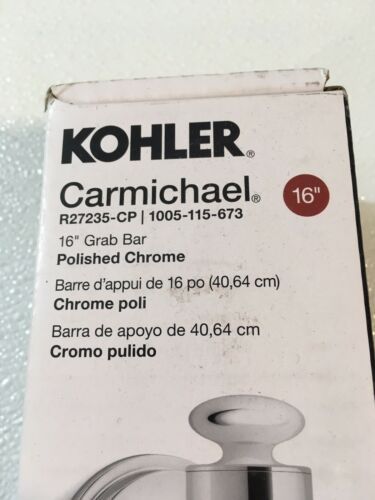 KOHLER®
Carmichael® 16"
R27235-CP | 1005-115-673
16" Grab Bar
Polished Chrome
Barre d'appui de 16 po (40,64 cm)
Chrome poli
Barra de apoyo de 40,64 cm
Cromo pulido